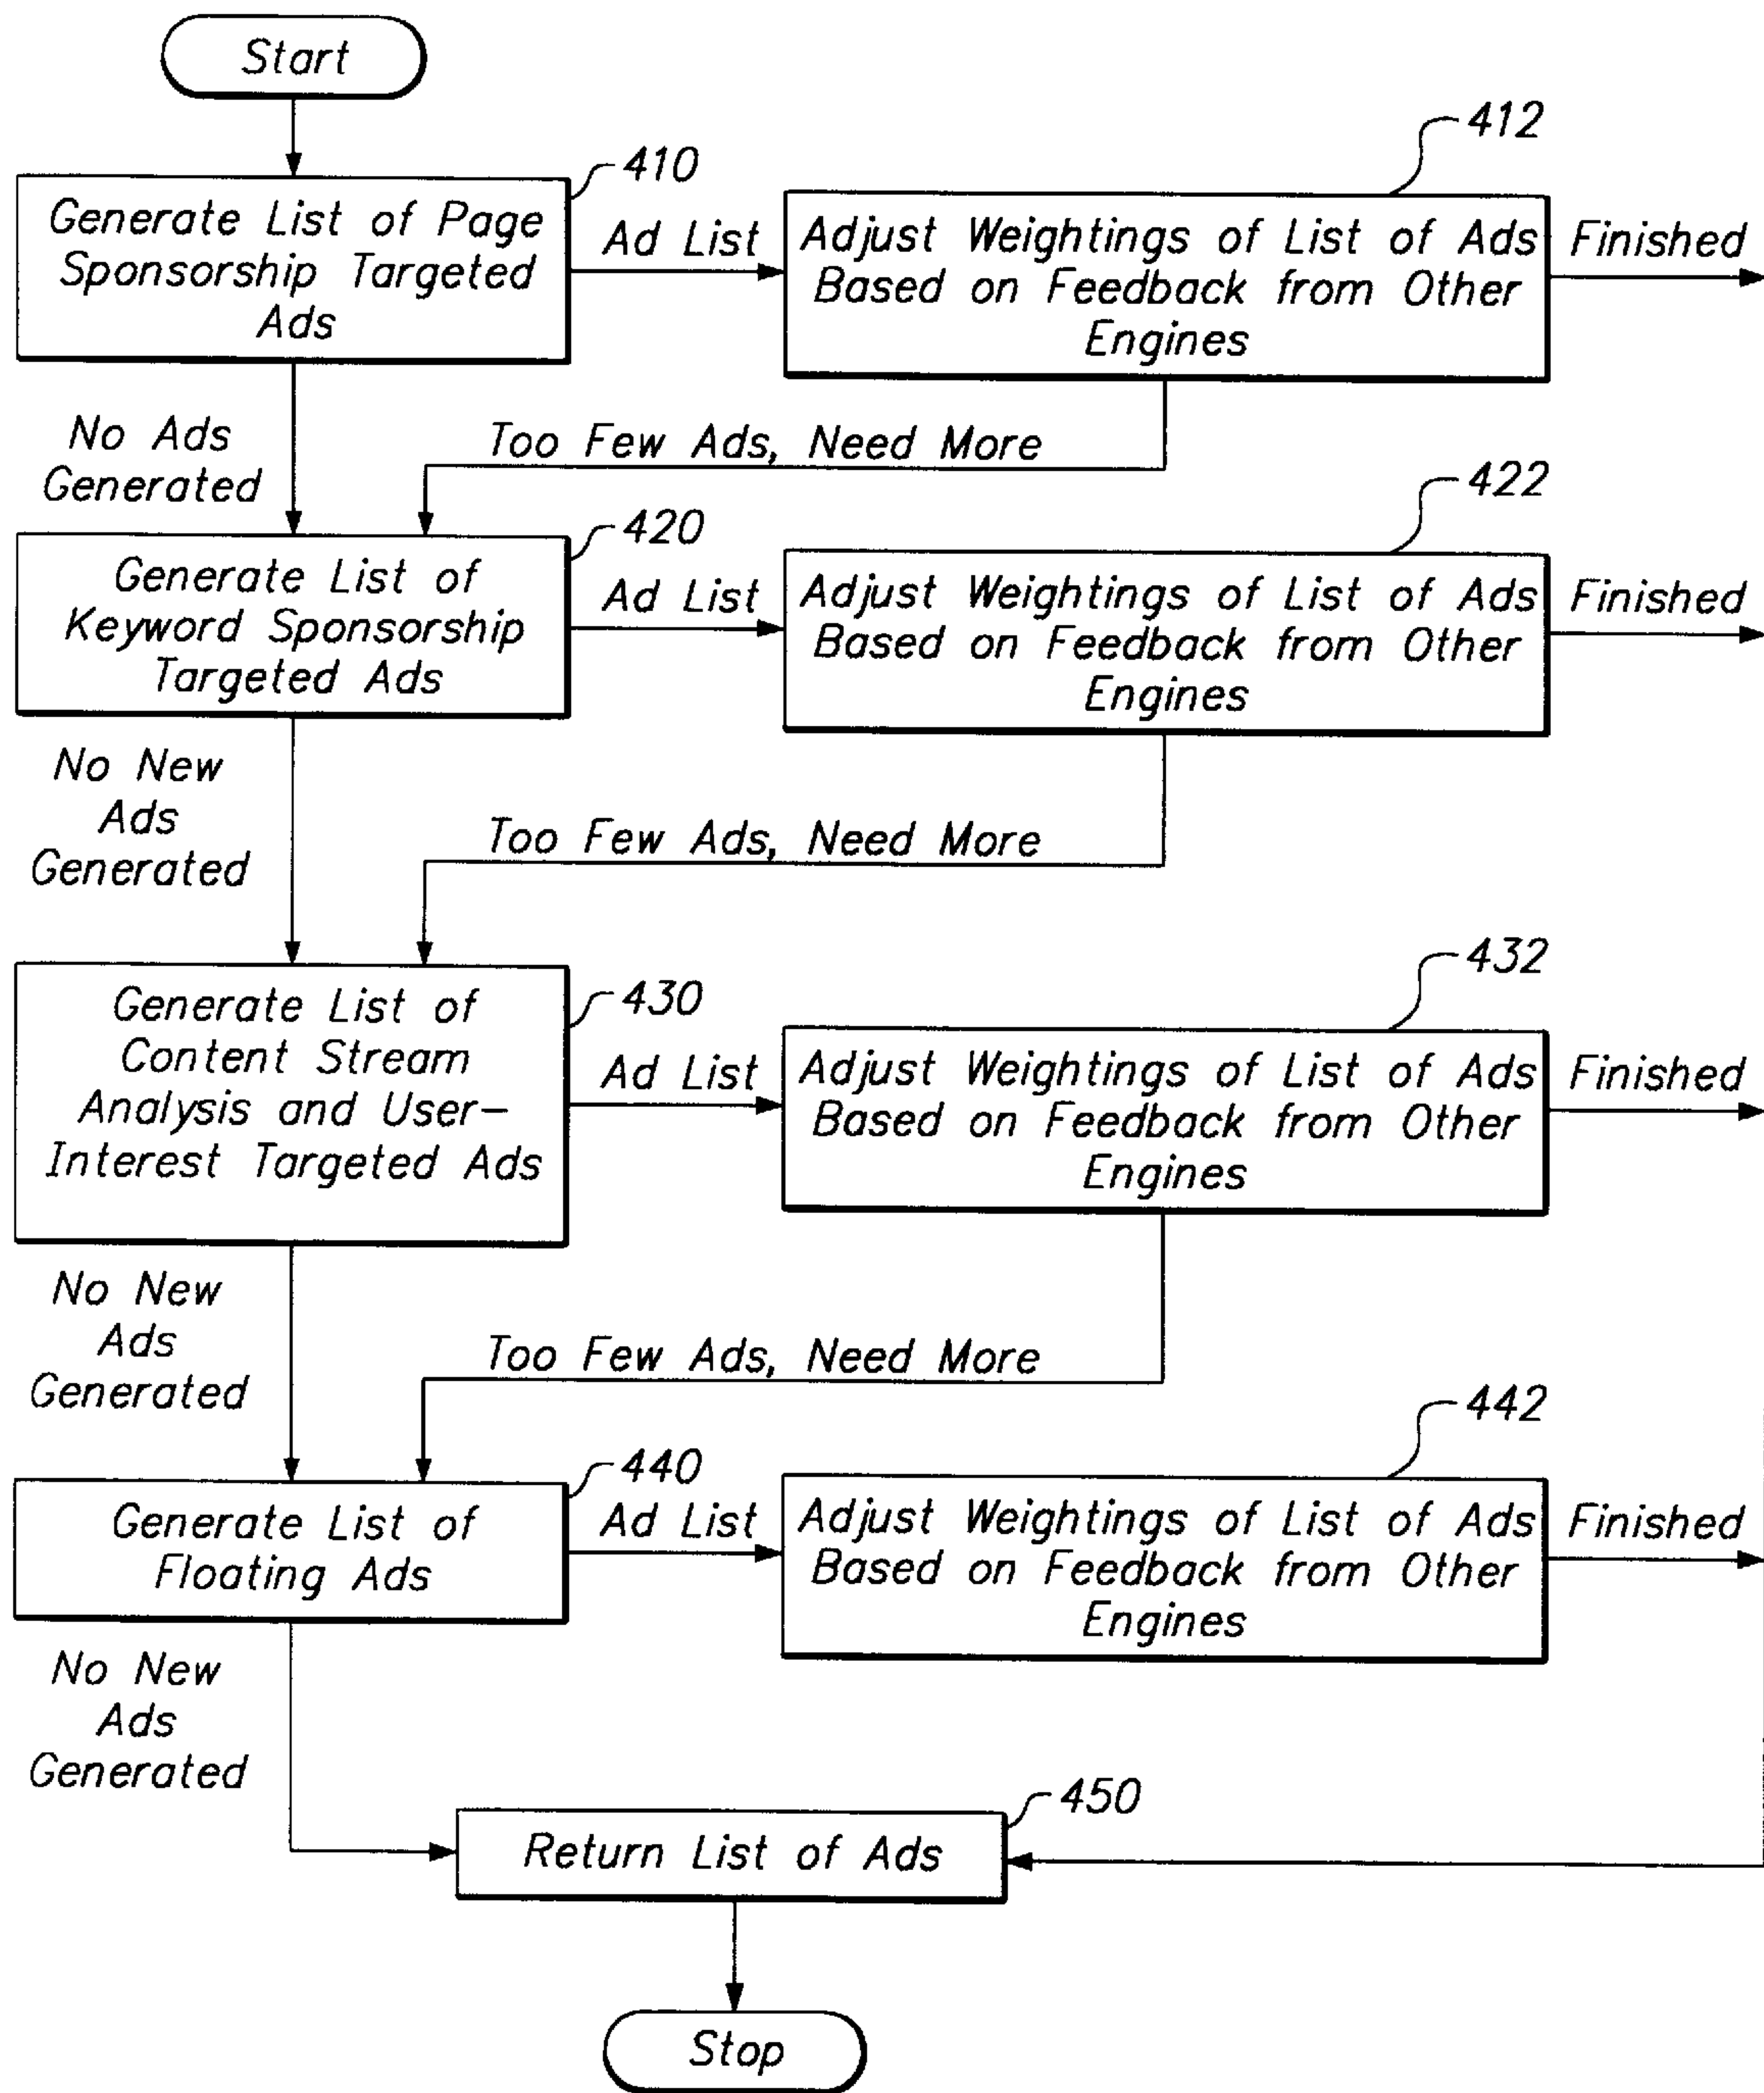 Start
410
412
Generate List of Page
Sponsorship Targeted
Ads
Ad List
Adjust Weightings of List of Ads
Based on Feedback from Other
Engines
Finished
No Ads
Generated
Too Few Ads, Need More
420
422
Generate List of
Keyword Sponsorship
Targeted Ads
Ad List
Adjust Weightings of List of Ads
Based on Feedback from Other
Engines
Finished
No New
Ads
Generated
Too Few Ads, Need More
430
432
Generate List of
Content Stream
Analysis and User-
Interest Targeted Ads
Ad List
Adjust Weightings of List of Ads
Based on Feedback from Other
Engines
Finished
No New
Ads
Generated
Too Few Ads, Need More
440
442
Generate List of
Floating Ads
Ad List
Adjust Weightings of List of Ads
Based on Feedback from Other
Engines
Finished
No New
Ads
Generated
450
Return List of Ads
Stop